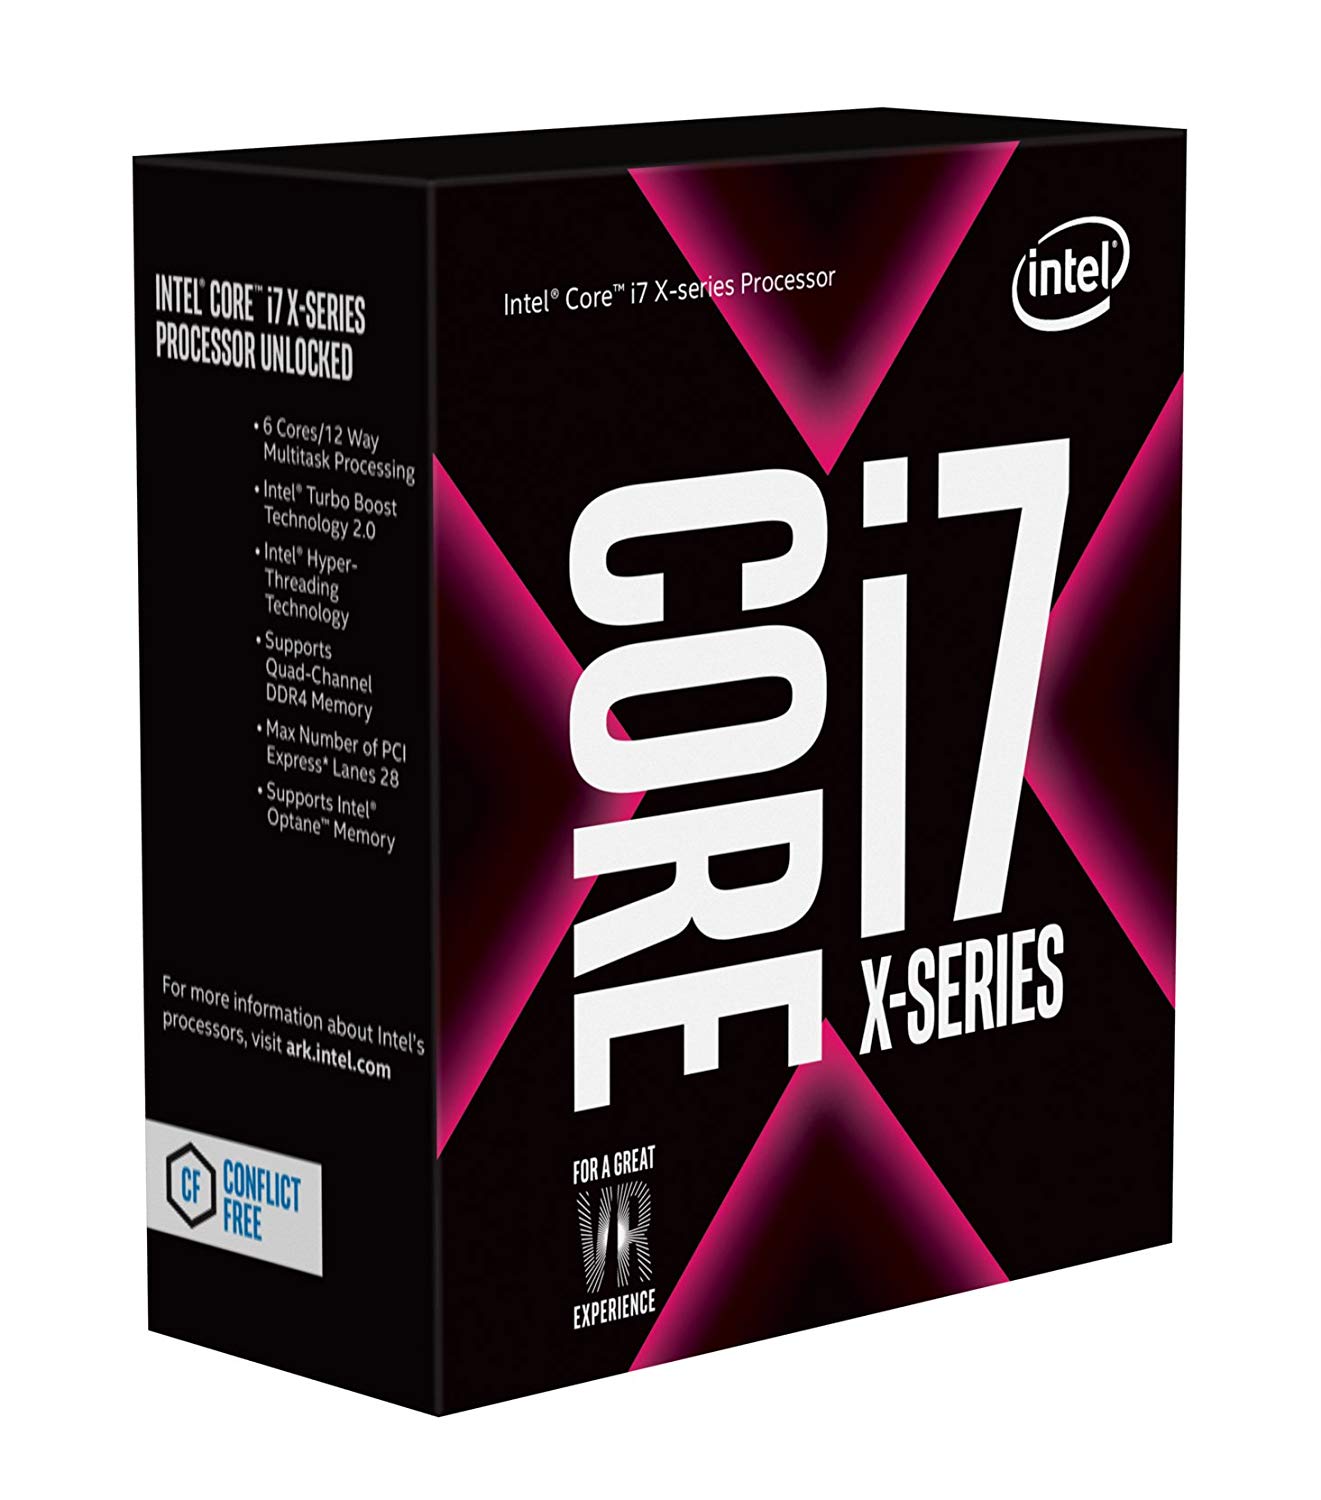 INTEL® CORE™ i7 X-SERIES
PROCESSOR UNLOCKED
• 6 Cores/12 Way
Multitask Processing
• Intel® Turbo Boost
Technology 2.0
• Intel® Hyper-
Threading
Technology
• Supports
Quad-Channel
DDR4 Memory
• Max Number of PCI
Express* Lanes 28
• Supports Intel®
Optane™ Memory
For more information about Intel's
processors, visit ark.intel.com
CF
CONFLICT
FREE
Intel® Core™ i7 X-series Processor
intel®
CORE
i7
X-SERIES
FOR A GREAT
VR
EXPERIENCE